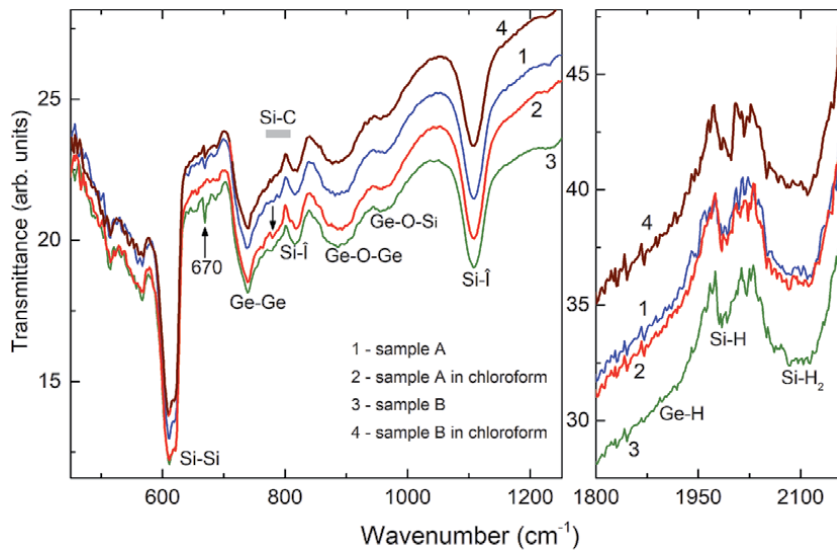 Transmittance (arb. units)
25
20
15
600
800
1000
1200
45
40
35
30
1800
1950
2100
Wavenumber (cm⁻¹)
4
1
2
3
Si-C
670
Si-Si
Ge-Ge
Si-Î
Ge-O-Ge
Ge-O-Si
Si-Î
1 - sample A
2 - sample A in chloroform
3 - sample B
4 - sample B in chloroform
4
1
2
3
Ge-H
Si-H
Si-H₂